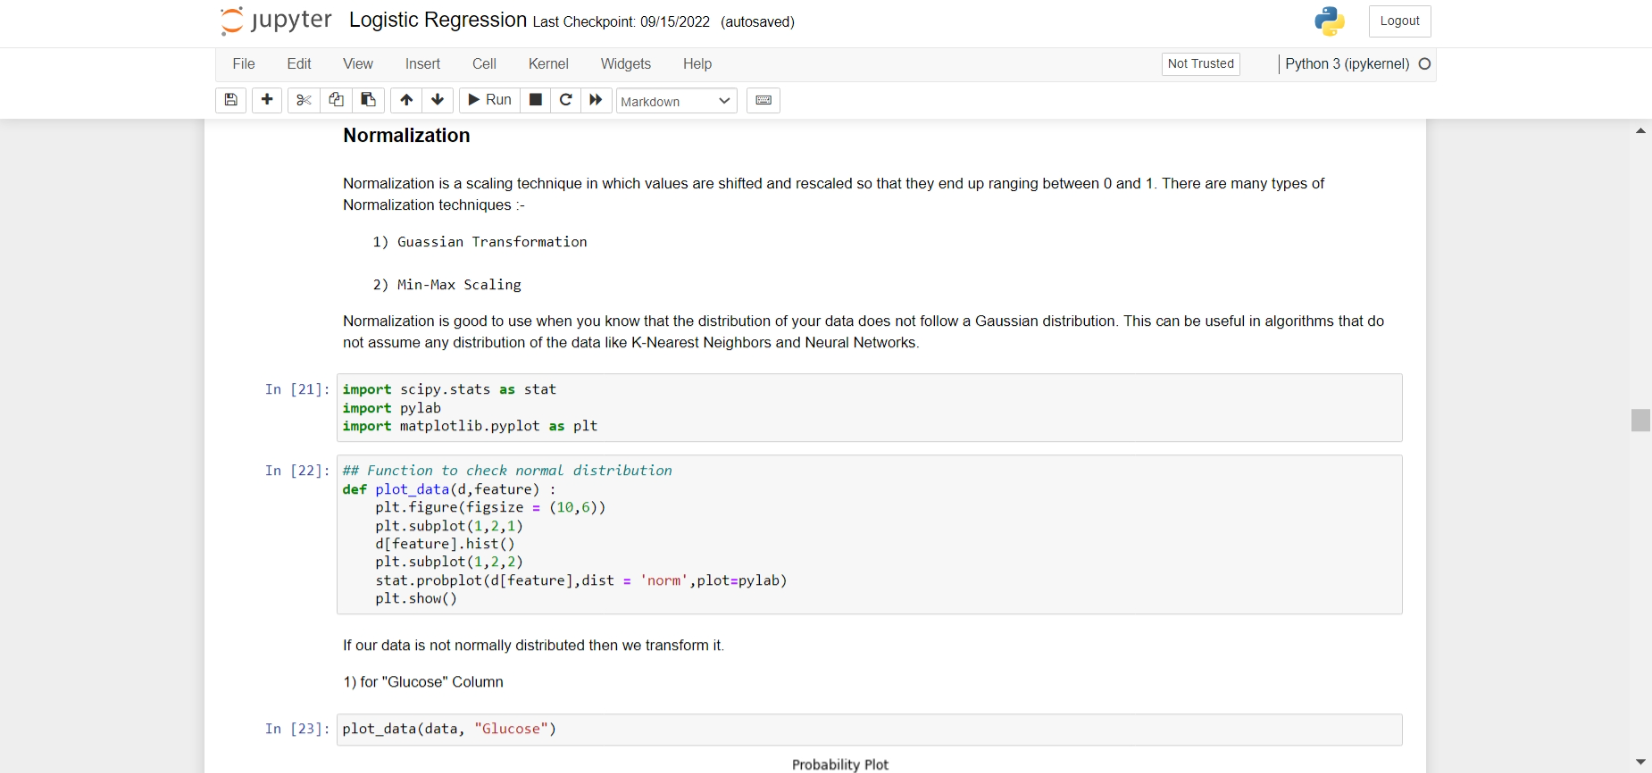 jupyter Logistic Regression Last Checkpoint: 09/15/2022 (autosaved)
Logout
File Edit View Insert Cell Kernel Widgets Help
Not Trusted
Python 3 (ipykernel)
Run
Markdown
Normalization
Normalization is a scaling technique in which values are shifted and rescaled so that they end up ranging between 0 and 1. There are many types of
Normalization techniques :-
1) Guassian Transformation
2) Min-Max Scaling
Normalization is good to use when you know that the distribution of your data does not follow a Gaussian distribution. This can be useful in algorithms that do
not assume any distribution of the data like K-Nearest Neighbors and Neural Networks.
In [21]: import scipy.stats as stat
import pylab
import matplotlib.pyplot as plt
In [22]: ## Function to check normal distribution
def plot_data(d,feature) :
    plt.figure(figsize = (10,6))
    plt.subplot(1,2,1)
    d[feature].hist()
    plt.subplot(1,2,2)
    stat.probplot(d[feature],dist = 'norm',plot=pylab)
    plt.show()
If our data is not normally distributed then we transform it.
1) for "Glucose" Column
In [23]: plot_data(data, "Glucose")
Probability Plot